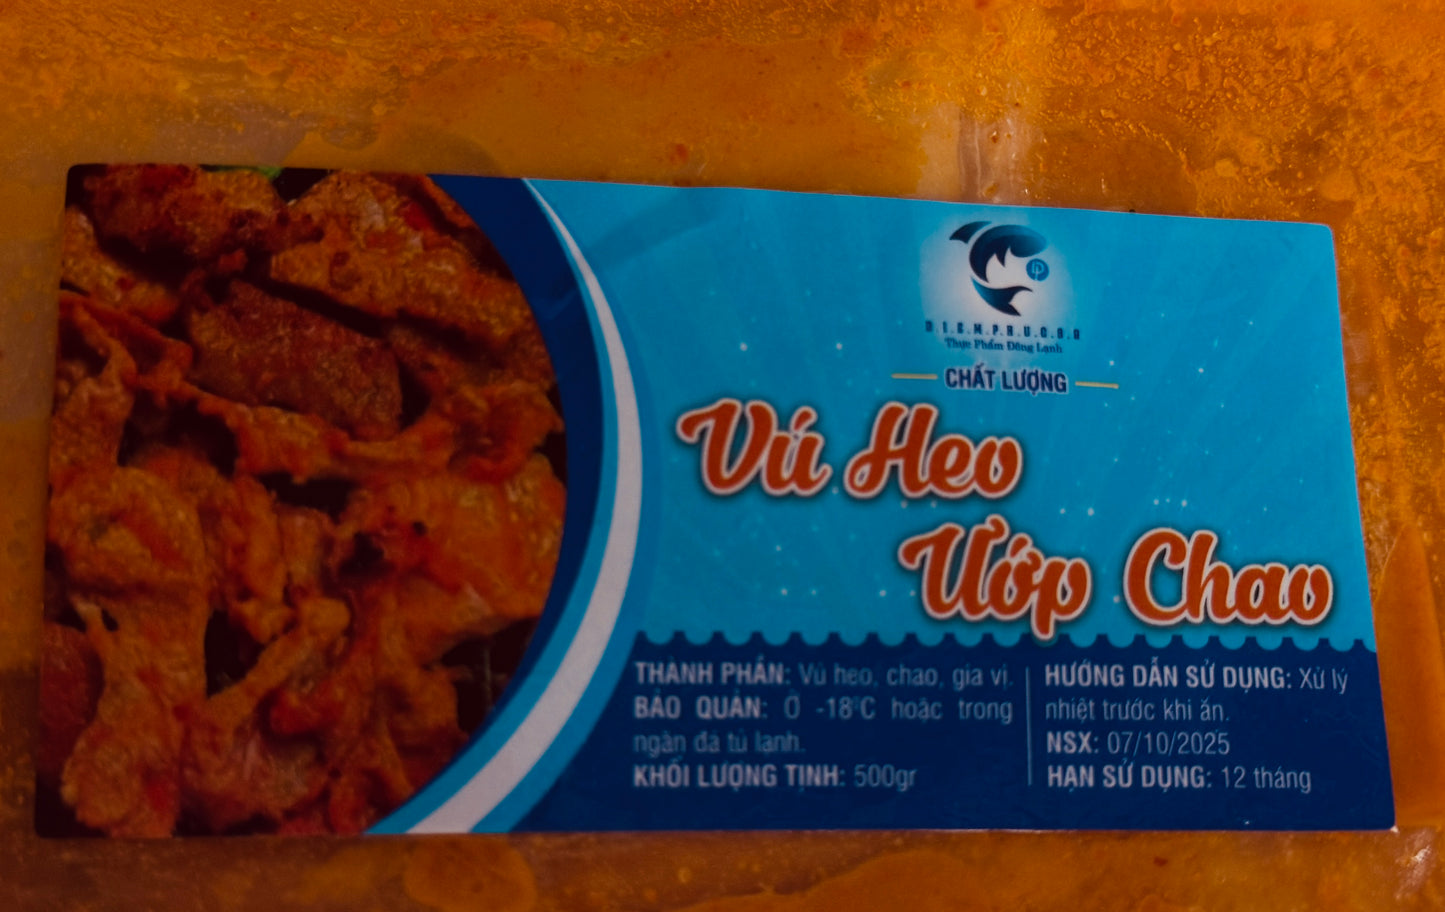 Thực Phẩm Đông Lạnh
CHẤT LƯỢNG
Vú Heo
Ướp Chao
THÀNH PHẦN: Vú heo, chao, gia vị.
BẢO QUẢN: Ở -18°C hoặc trong
ngăn đá tủ lạnh.
KHỐI LƯỢNG TỊNH: 500gr
HƯỚNG DẪN SỬ DỤNG: Xử lý
nhiệt trước khi ăn.
NSX: 07/10/2025
HẠN SỬ DỤNG: 12 tháng